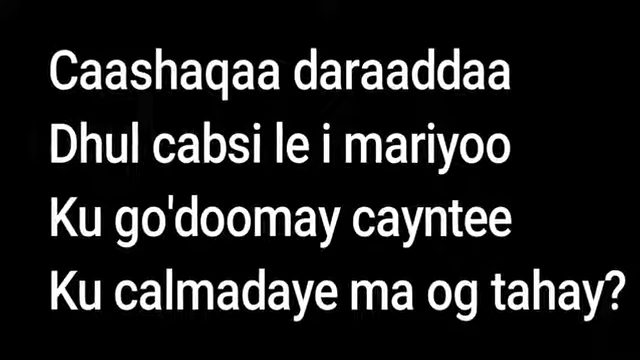 Caashaqaa daraaddaa
Dhul cabsi le i mariyoo
Ku go'doomay cayntee
Ku calmadaye ma og tahay?